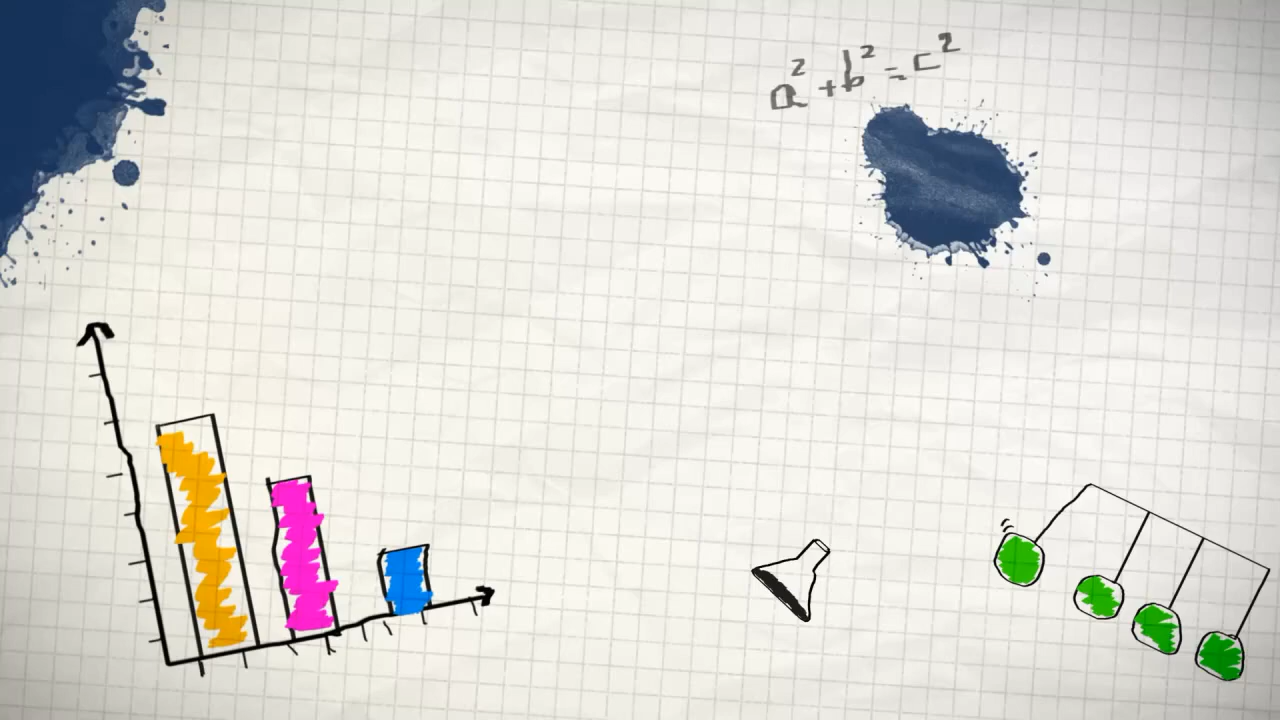 a² + b² = c²